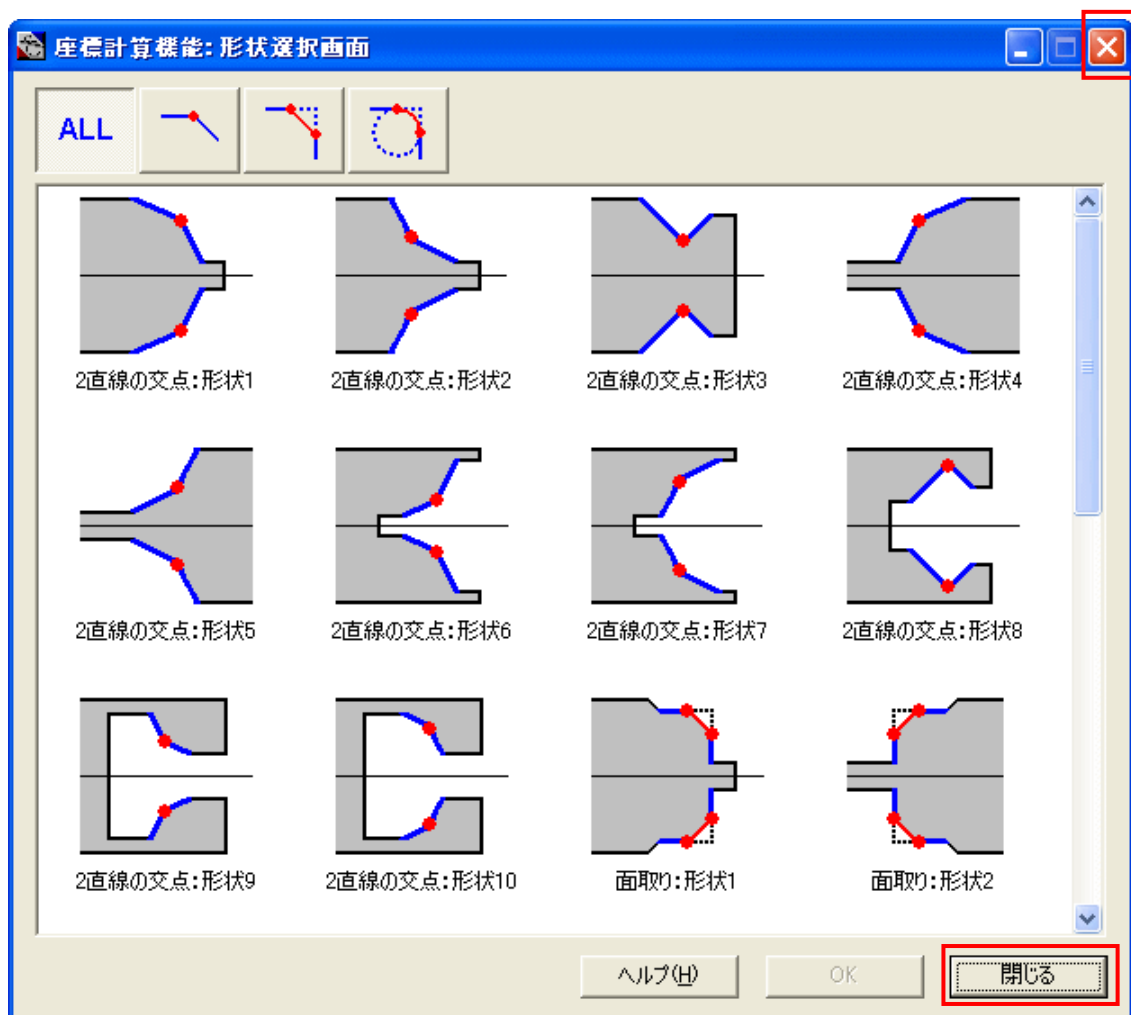 座標計算機能: 形状選択画面
ALL
2直線の交点:形状1
2直線の交点:形状2
2直線の交点:形状3
2直線の交点:形状4
2直線の交点:形状5
2直線の交点:形状6
2直線の交点:形状7
2直線の交点:形状8
2直線の交点:形状9
2直線の交点:形状10
面取り:形状1
面取り:形状2
ヘルプ(H)
OK
閉じる